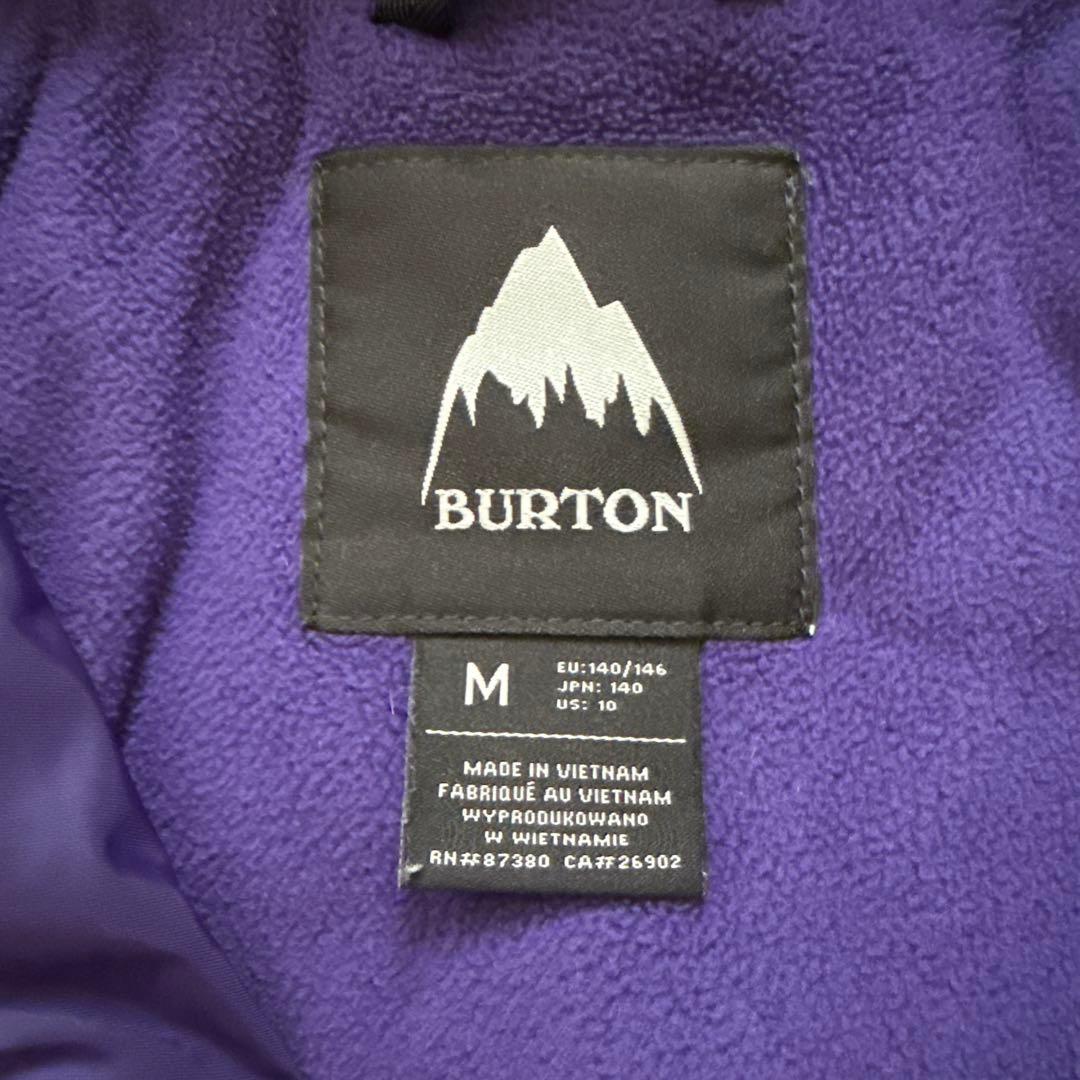 BURTON
M
EU:140/146
JPN: 140
US: 10
MADE IN VIETNAM
FABRIQUÉ AU VIETNAM
WYPRODUKOWANO
W WIETNAMIE
RN#87380 CA#26902